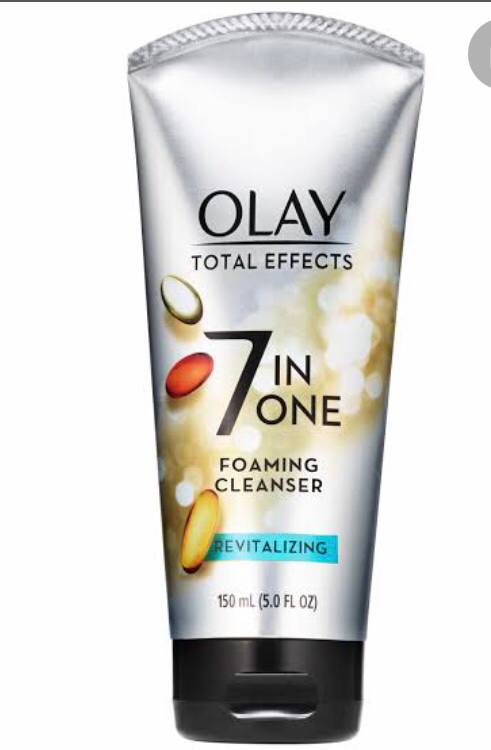 OLAY
TOTAL EFFECTS
7 IN
ONE
FOAMING
CLEANSER
REVITALIZING
150 mL (5.0 FL OZ)